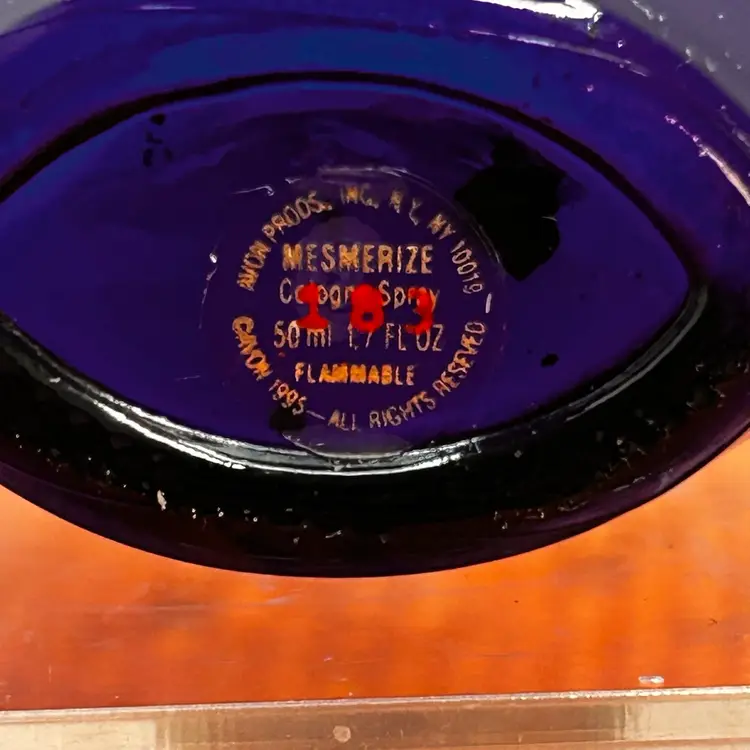 AVON PRODS., INC., N.Y., NY 10019
MESMERIZE
Cologne Spray
183
50 ml 1.7 FL OZ
FLAMMABLE
©AVON 1995 — ALL RIGHTS RESEVED